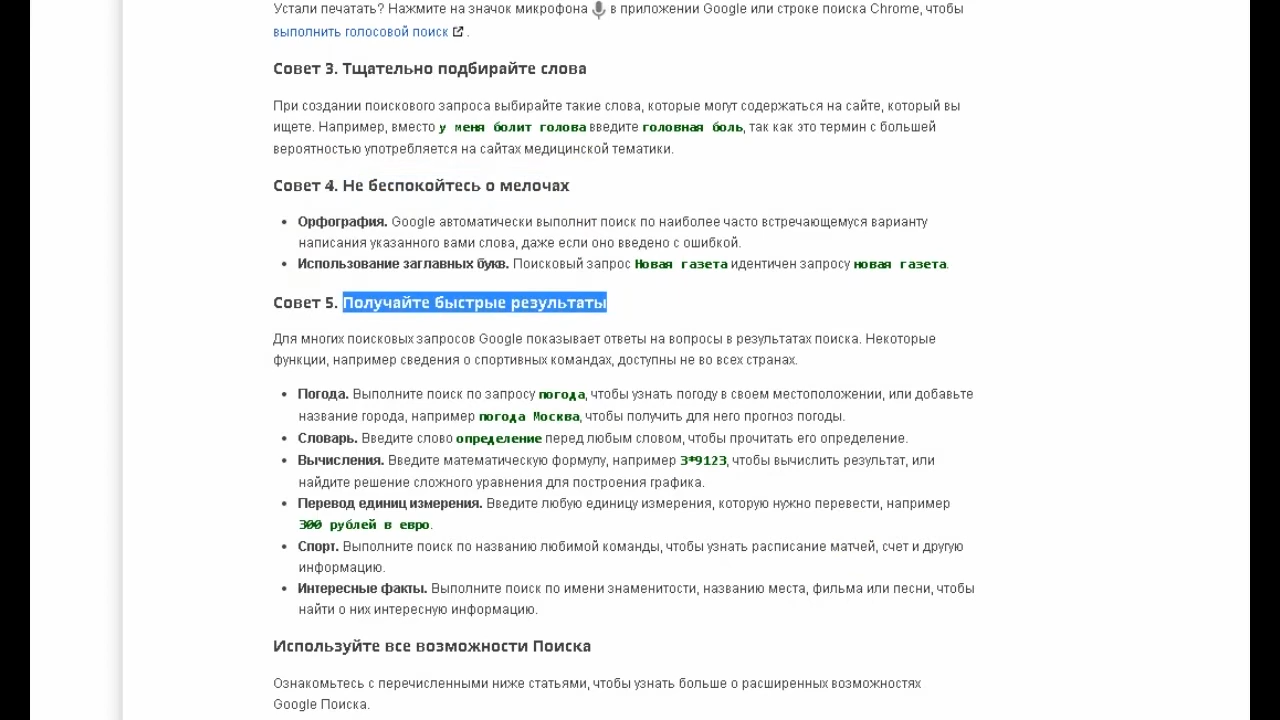 Устали печатать? Нажмите на значок микрофона в приложении Google или строке поиска Chrome, чтобы
выполнить голосовой поиск .
Совет 3. Тщательно подбирайте слова
При создании поискового запроса выбирайте такие слова, которые могут содержаться на сайте, который вы
ищете. Например, вместо у меня болит голова введите головная боль, так как это термин с большей
вероятностью употребляется на сайтах медицинской тематики.
Совет 4. Не беспокойтесь о мелочах
• Орфография. Google автоматически выполнит поиск по наиболее часто встречающемуся варианту
написания указанного вами слова, даже если оно введено с ошибкой.
• Использование заглавных букв. Поисковый запрос Новая газета идентичен запросу новая газета.
Совет 5. Получайте быстрые результаты
Для многих поисковых запросов Google показывает ответы на вопросы в результатах поиска. Некоторые
функции, например сведения о спортивных командах, доступны не во всех странах.
• Погода. Выполните поиск по запросу погода, чтобы узнать погоду в своем местоположении, или добавьте
название города, например погода Москва, чтобы получить для него прогноз погоды.
• Словарь. Введите слово определение перед любым словом, чтобы прочитать его определение.
• Вычисления. Введите математическую формулу, например 3*9123, чтобы вычислить результат, или
найдите решение сложного уравнения для построения графика.
• Перевод единиц измерения. Введите любую единицу измерения, которую нужно перевести, например
300 рублей в евро.
• Спорт. Выполните поиск по названию любимой команды, чтобы узнать расписание матчей, счет и другую
информацию.
• Интересные факты. Выполните поиск по имени знаменитости, названию места, фильма или песни, чтобы
найти о них интересную информацию.
Используйте все возможности Поиска
Ознакомьтесь с перечисленными ниже статьями, чтобы узнать больше о расширенных возможностях
Google Поиска.